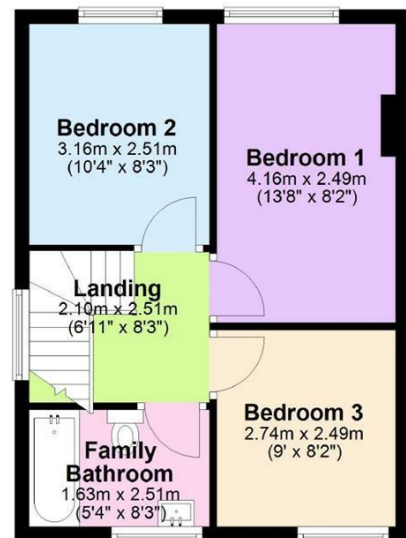 Bedroom 2
3.16m x 2.51m
(10'4" x 8'3")
Bedroom 1
4.16m x 2.49m
(13'8" x 8'2")
Landing
2.10m x 2.51m
(6'11" x 8'3")
Bedroom 3
2.74m x 2.49m
(9' x 8'2")
Family
Bathroom
1.63m x 2.51m
(5'4" x 8'3")